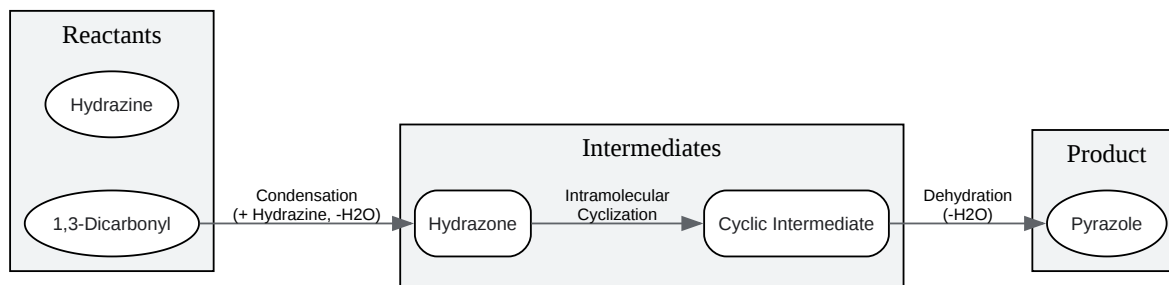 Reactants
Hydrazine
1,3-Dicarbonyl
Condensation
(+ Hydrazine, -H2O)
Intermediates
Hydrazone
Intramolecular
Cyclization
Cyclic Intermediate
Dehydration
(-H2O)
Product
Pyrazole